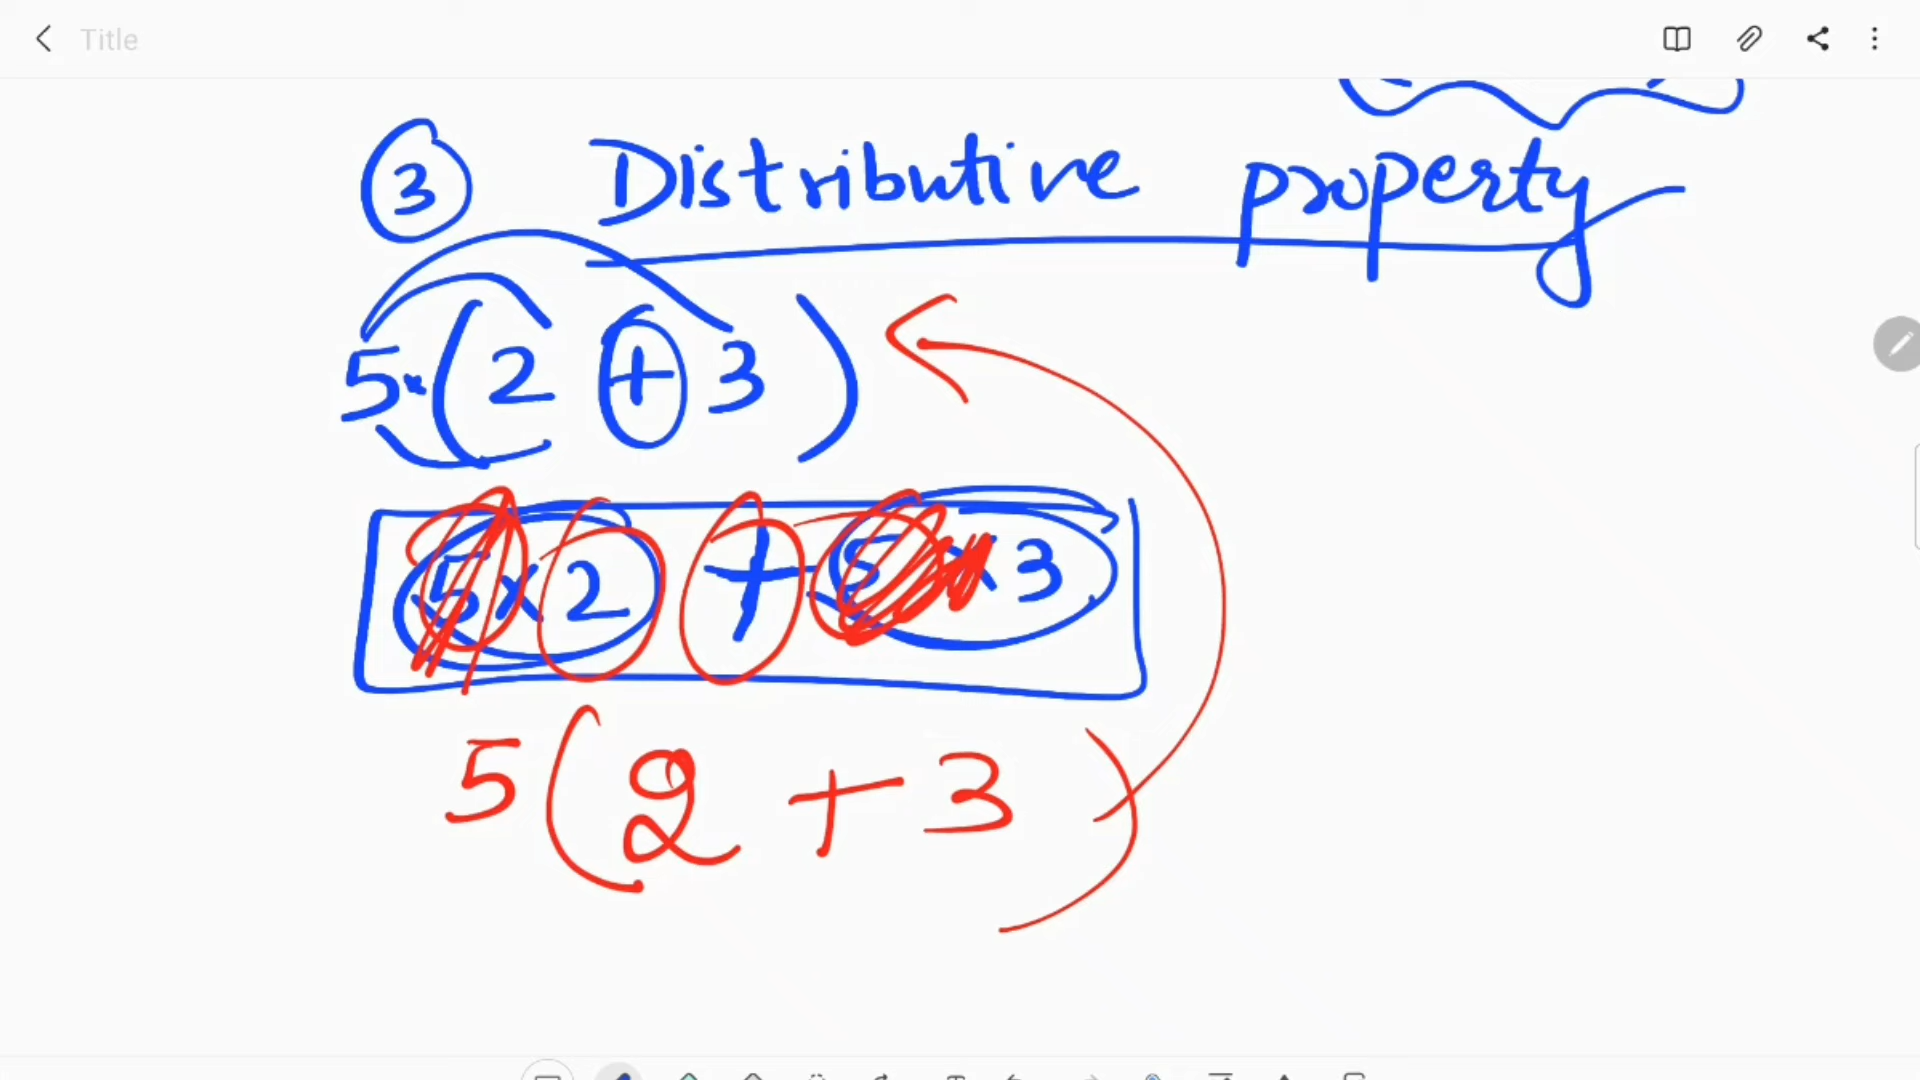 Title
3 Distributive property
5×(2 + 3)
5×2 + 5×3
5(2 + 3)